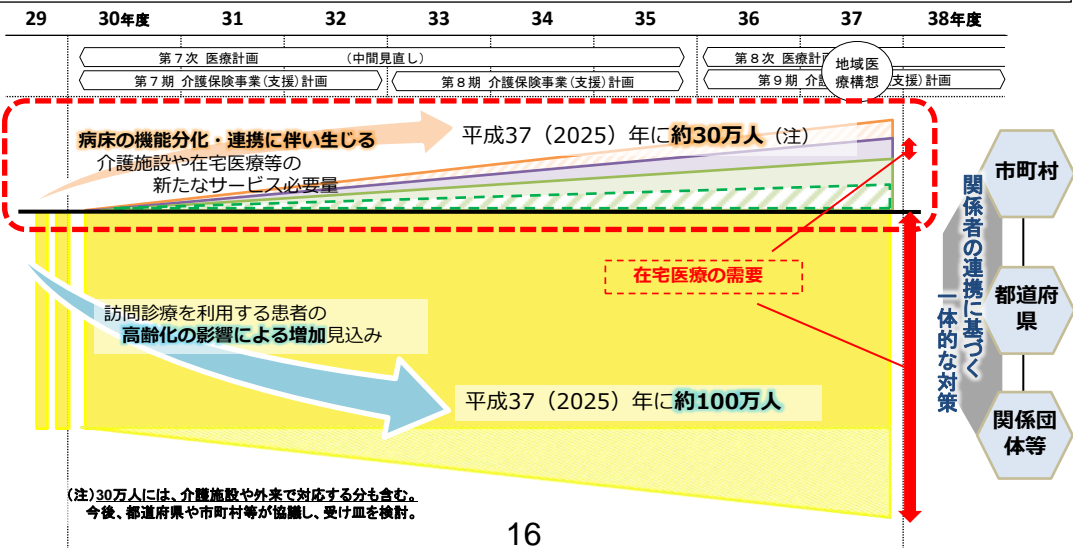 29 30年度 31 32 33 34 35 36 37 38年度
第7次 医療計画 (中間見直し) 第8次 医療計
第7期 介護保険事業(支援)計画 第8期 介護保険事業(支援)計画 第9期 介護 支援)計画
地域医
療構想
病床の機能分化・連携に伴い生じる
介護施設や在宅医療等の
新たなサービス必要量
平成37(2025)年に約30万人(注)
在宅医療の需要
訪問診療を利用する患者の
高齢化の影響による増加見込み
平成37(2025)年に約100万人
関係者の連携に基づく
一体的な対策
市町村
都道府
県
関係団
体等
(注)30万人には、介護施設や外来で対応する分も含む。
今後、都道府県や市町村等が協議し、受け皿を検討。
16